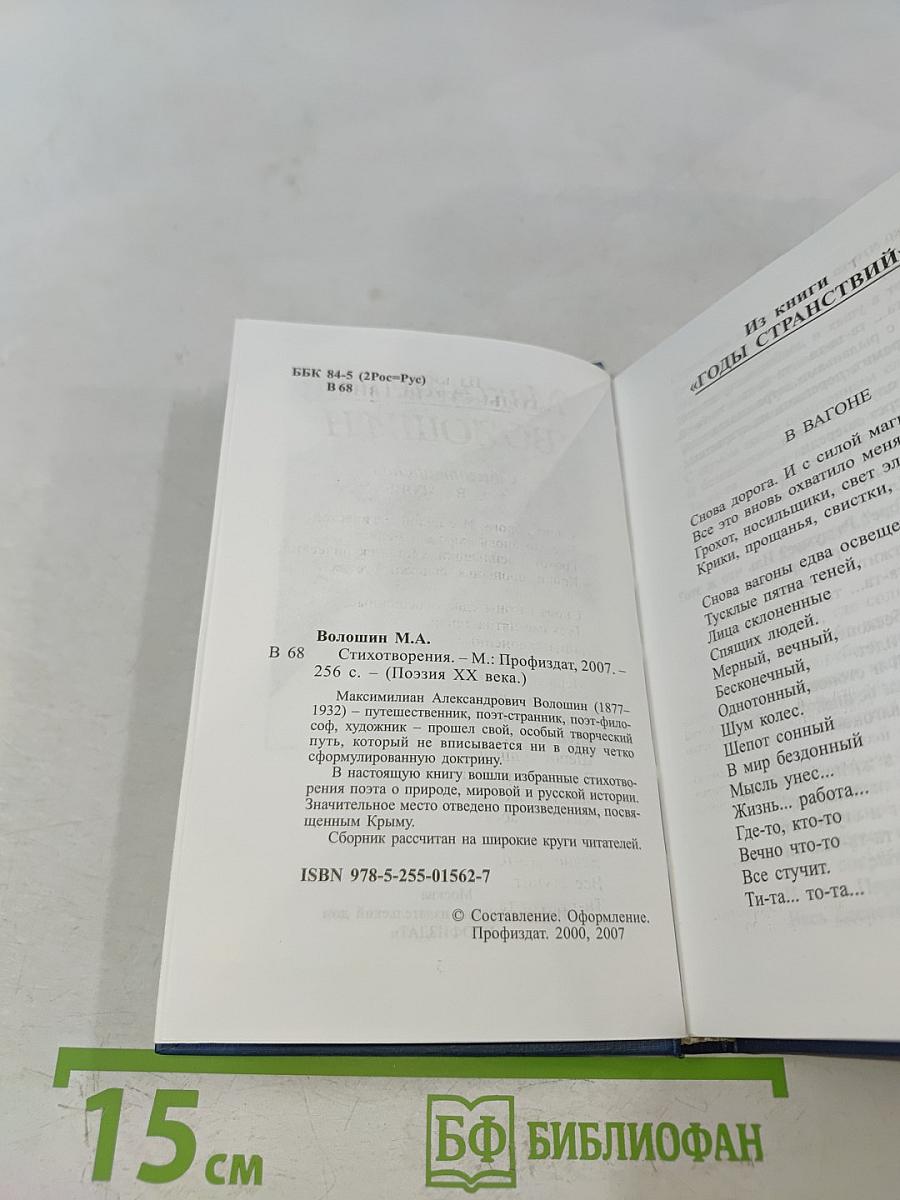 ББК 84-5 (2Рос=Рус)
В 68
Волошин М.А.
В 68 Стихотворения. – М.: Профиздат, 2007. –
256 с. – (Поэзия XX века.)
Максимилиан Александрович Волошин (1877–
1932) – путешественник, поэт-странник, поэт-фило-
соф, художник – прошел свой, особый творческий
путь, который не вписывается ни в одну четко
сформулированную доктрину.
В настоящую книгу вошли избранные стихотво-
рения поэта о природе, мировой и русской истории.
Значительное место отведено произведениям, посвя-
щенным Крыму.
Сборник рассчитан на широкие круги читателей.
ISBN 978-5-255-01562-7
© Составление. Оформление.
Профиздат. 2000, 2007
Из книги
«ГОДЫ СТРАНСТВИЙ»
В ВАГОНЕ
Снова дорога. И с силой маги
Все это вновь охватило меня
Грохот, носильщики, свет эл
Крики, прощанья, свистки,
Снова вагоны едва освеще
Тусклые пятна теней,
Лица склоненные
Спящих людей.
Мерный, вечный,
Бесконечный,
Однотонный,
Шум колес.
Шепот сонный
В мир бездонный
Мысль унес...
Жизнь... работа...
Где-то, кто-то
Вечно что-то
Все стучит.
Ти-та... то-та...
15 см
БФ БИБЛИОФАН